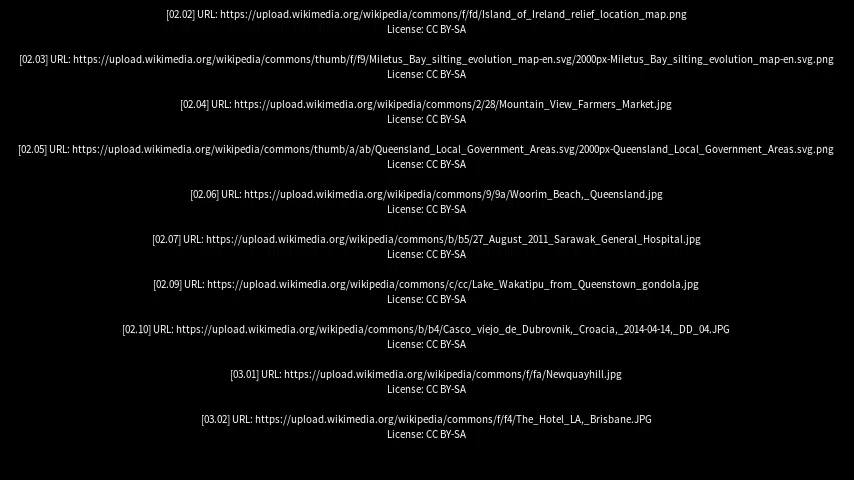 [02.02] URL: https://upload.wikimedia.org/wikipedia/commons/f/fd/Island_of_Ireland_relief_location_map.png
License: CC BY-SA
[02.03] URL: https://upload.wikimedia.org/wikipedia/commons/thumb/f/f9/Miletus_Bay_silting_evolution_map-en.svg/2000px-Miletus_Bay_silting_evolution_map-en.svg.png
License: CC BY-SA
[02.04] URL: https://upload.wikimedia.org/wikipedia/commons/2/28/Mountain_View_Farmers_Market.jpg
License: CC BY-SA
[02.05] URL: https://upload.wikimedia.org/wikipedia/commons/thumb/a/ab/Queensland_Local_Government_Areas.svg/2000px-Queensland_Local_Government_Areas.svg.png
License: CC BY-SA
[02.06] URL: https://upload.wikimedia.org/wikipedia/commons/9/9a/Woorim_Beach,_Queensland.jpg
License: CC BY-SA
[02.07] URL: https://upload.wikimedia.org/wikipedia/commons/b/b5/27_August_2011_Sarawak_General_Hospital.jpg
License: CC BY-SA
[02.09] URL: https://upload.wikimedia.org/wikipedia/commons/c/cc/Lake_Wakatipu_from_Queenstown_gondola.jpg
License: CC BY-SA
[02.10] URL: https://upload.wikimedia.org/wikipedia/commons/b/b4/Casco_viejo_de_Dubrovnik,_Croacia,_2014-04-14,_DD_04.JPG
License: CC BY-SA
[03.01] URL: https://upload.wikimedia.org/wikipedia/commons/f/fa/Newquayhill.jpg
License: CC BY-SA
[03.02] URL: https://upload.wikimedia.org/wikipedia/commons/f/f4/The_Hotel_LA,_Brisbane.JPG
License: CC BY-SA